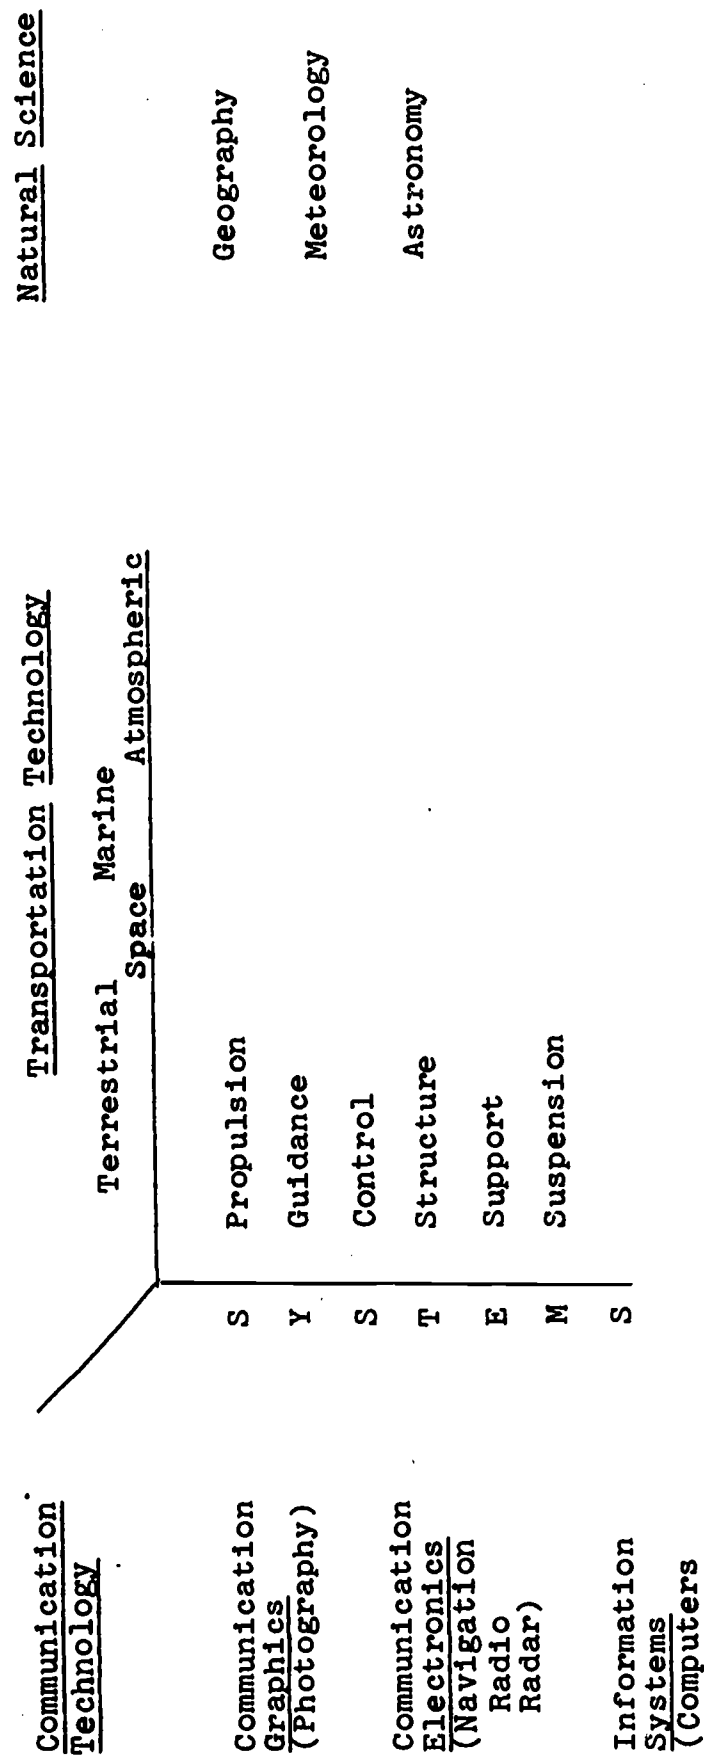 Communication
Technology
Communication
Graphics
(Photography)
Communication
Electronics
(Navigation
Radio
Radar)
Information
Systems
(Computers
Transportation Technology
Terrestrial Marine
Space Atmospheric
S Propulsion
Y Guidance
S Control
T Structure
E Support
M Suspension
S
Natural Science
Geography
Meteorology
Astronomy